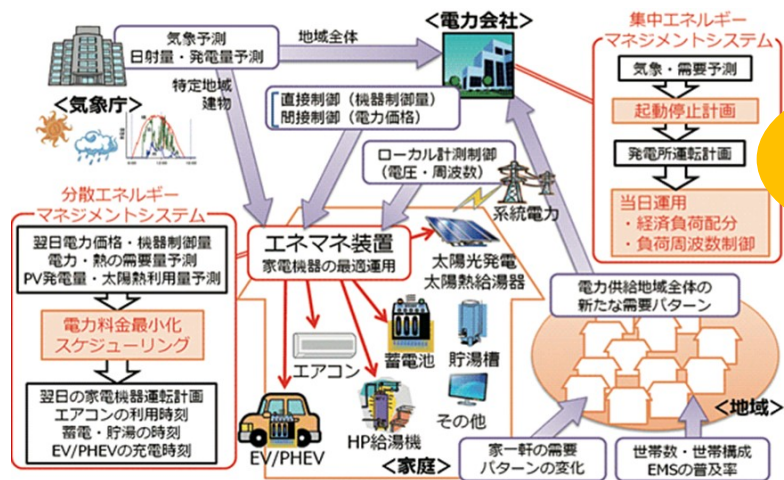 <電力会社>
集中エネルギー
マネジメントシステム
気象予測
日射量・発電量予測
地域全体
特定地域
建物
<気象庁>
直接制御（機器制御量）
間接制御（電力価格）
気象・需要予測
起動停止計画
発電所運転計画
当日運用
・経済負荷配分
・負荷周波数制御
ローカル計測制御
（電圧・周波数）
系統電力
分散エネルギー
マネジメントシステム
翌日電力価格・機器制御量
電力・熱の需要量予測
PV発電量・太陽熱利用量予測
電力料金最小化
スケジューリング
翌日の家電機器運転計画
エアコンの利用時刻
蓄電・貯湯の時刻
EV/PHEVの充電時刻
エネマネ装置
家電機器の最適運用
太陽光発電
太陽熱給湯器
エアコン
蓄電池
貯湯槽
その他
HP給湯機
EV/PHEV
<家庭>
電力供給地域全体の
新たな需要パターン
<地域>
家一軒の需要
パターンの変化
世帯数・世帯構成
EMSの普及率